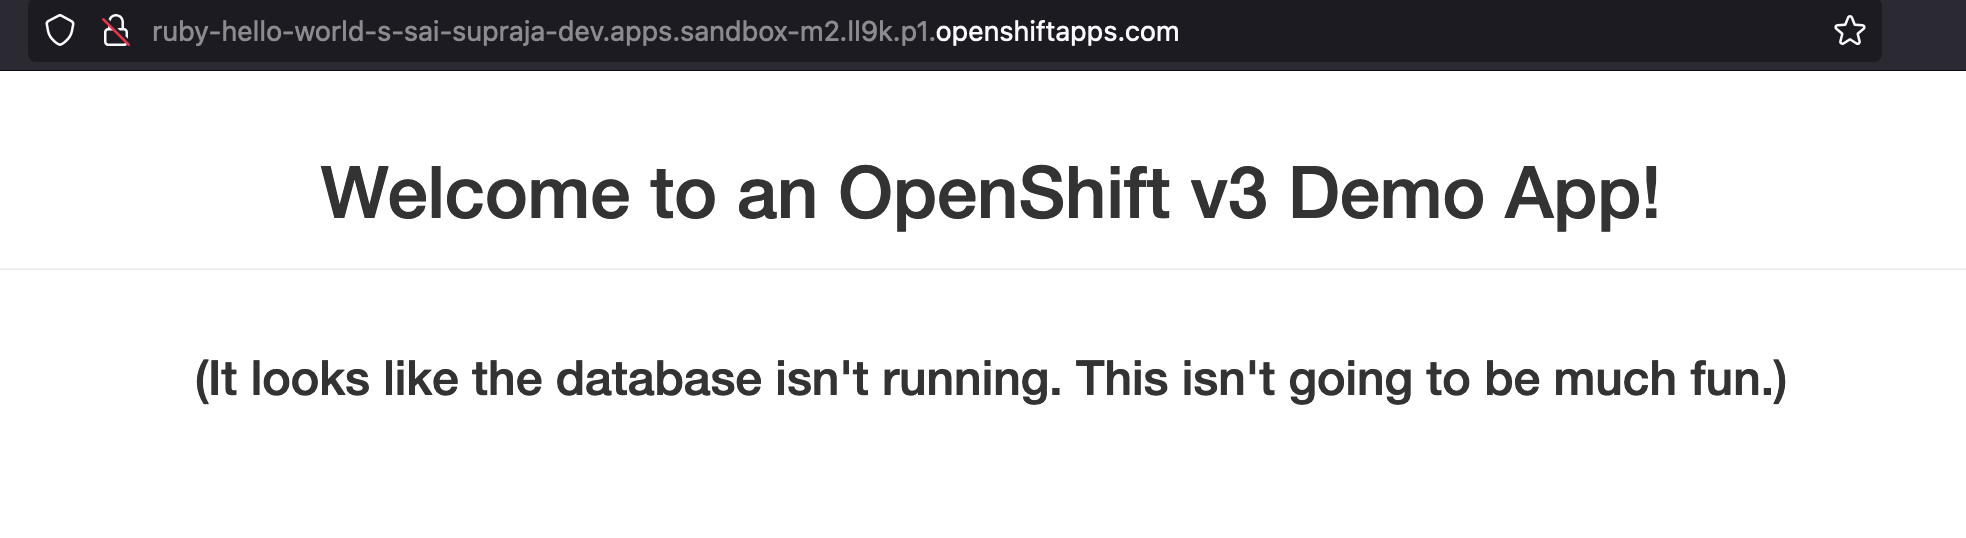 ruby-hello-world-s-sai-supraja-dev.apps.sandbox-m2.ll9k.p1.openshiftapps.com
Welcome to an OpenShift v3 Demo App!
(It looks like the database isn't running. This isn't going to be much fun.)